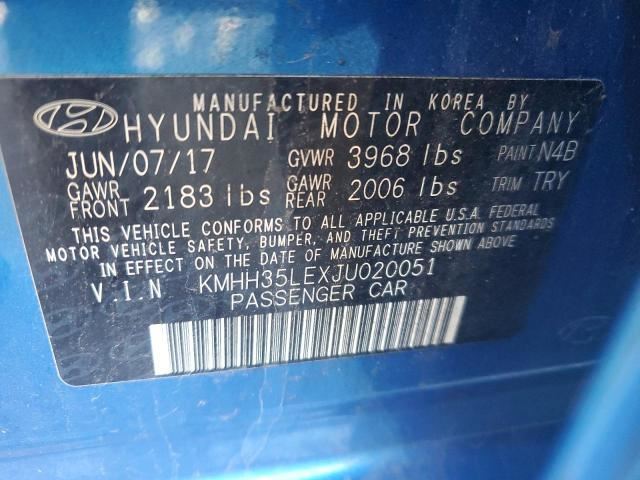 MANUFACTURED IN KOREA BY
HYUNDAI MOTOR COMPANY
JUN/07/17 GVWR 3968 lbs PAINT N4B
GAWR FRONT 2183 lbs GAWR REAR 2006 lbs TRIM TRY
THIS VEHICLE CONFORMS TO ALL APPLICABLE U.S.A. FEDERAL
MOTOR VEHICLE SAFETY, BUMPER, AND THEFT PREVENTION STANDARDS
IN EFFECT ON THE DATE OF MANUFACTURE SHOWN ABOVE
V.I.N KMHH35LEXJU020051
PASSENGER CAR